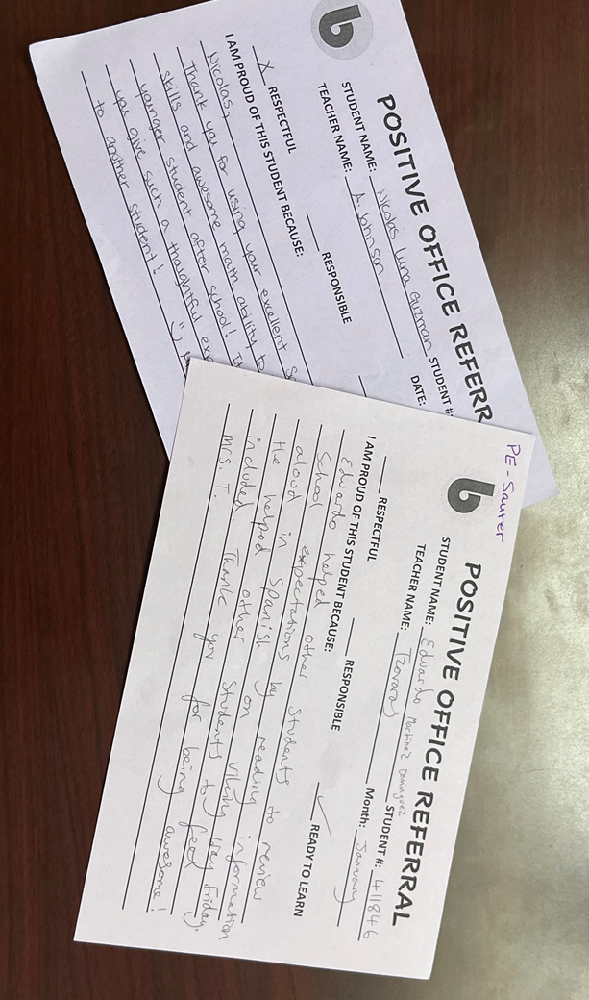 b
POSITIVE OFFICE REFERR
STUDENT NAME: Nicolas Luna Guzman STUDENT #:
TEACHER NAME: A. Johnson DATE:
X RESPECTFUL RESPONSIBLE
I AM PROUD OF THIS STUDENT BECAUSE:
Nicolas,
Thank you for using your excellent
skills and awesome math ability to
younger student after school! It
you give such a thoughtful
to another student! :)
PE-Saurer
b
POSITIVE OFFICE REFERRAL
STUDENT NAME: Eduardo Martinez Dominguez STUDENT #: 411846
TEACHER NAME: Tzovaras Month: January
RESPECTFUL RESPONSIBLE ✓ READY TO LEARN
I AM PROUD OF THIS STUDENT BECAUSE:
Eduardo helped other students to review
School expectations by reading information
aloud in Spanish on Viking Way Friday.
He helped other students to feel
included. Thank you for being awesome!
Mrs. T.